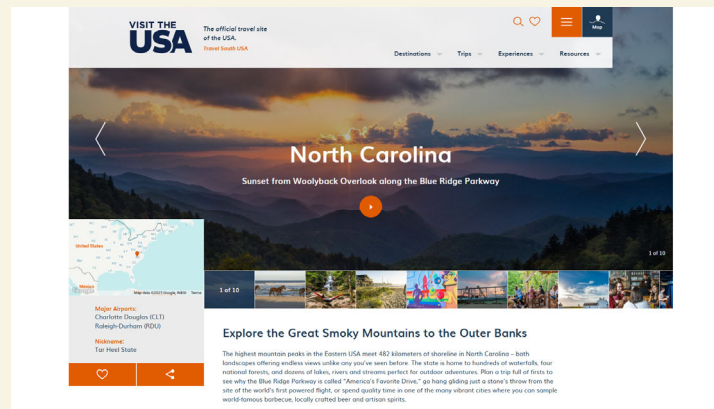 VISIT THE
USA
The official travel site
of the USA.
Travel South USA
Map
Destinations
Trips
Experiences
Resources
North Carolina
Sunset from Woolyback Overlook along the Blue Ridge Parkway
1 of 10
United States
Mexico
Google
Map data ©2023 Google, INEGI
Terms
1 of 10
Major Airports:
Charlotte Douglas (CLT)
Raleigh-Durham (RDU)
Nickname:
Tar Heel State
Explore the Great Smoky Mountains to the Outer Banks
The highest mountain peaks in the Eastern USA meet 482 kilometers of shoreline in North Carolina – both
landscapes offering endless views unlike any you've seen before. The state is home to hundreds of waterfalls, four
national forests, and dozens of lakes, rivers and streams perfect for outdoor adventures. Plan a trip full of firsts to
see why the Blue Ridge Parkway is called "America's Favorite Drive," go hang gliding just a stone's throw from the
site of the world's first powered flight, or spend quality time in one of the many vibrant cities where you can sample
world-famous barbecue, locally crafted beer and artisan spirits.